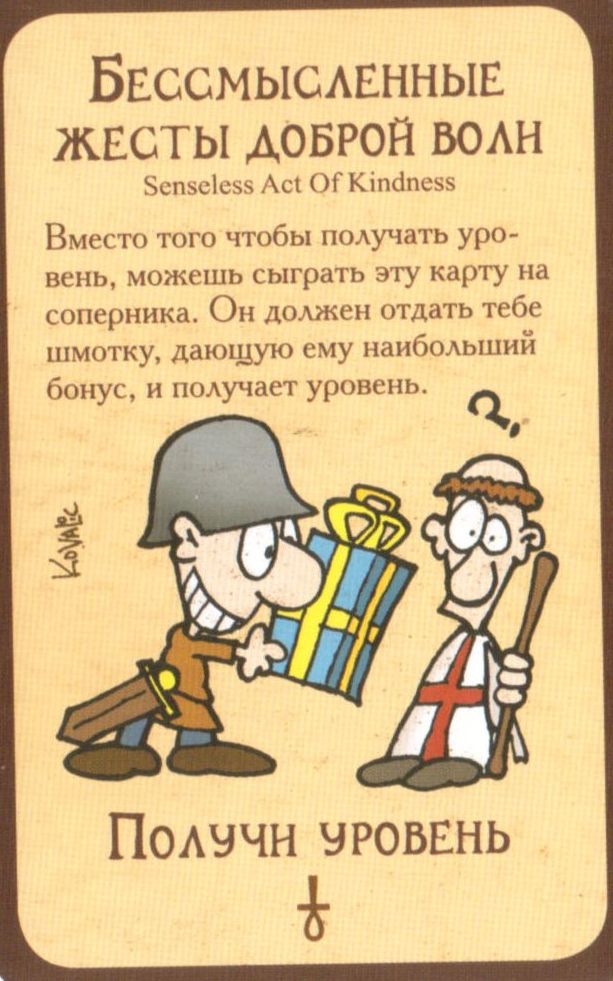 Бессмысленные
жесты доброй воли
Senseless Act Of Kindness
Вместо того чтобы получать уро-
вень, можешь сыграть эту карту на
соперника. Он должен отдать тебе
шмотку, дающую ему наибольший
бонус, и получает уровень.
?
Kovalic
Получи уровень